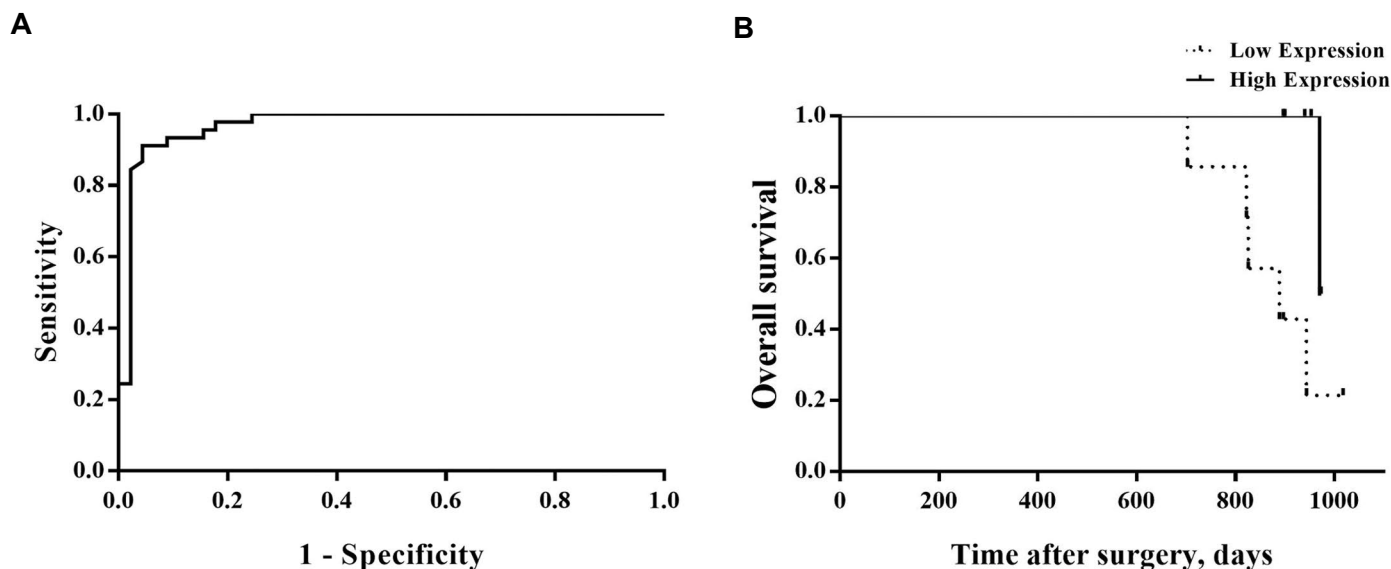 A
Sensitivity
1.0
0.8
0.6
0.4
0.2
0.0
0.0 0.2 0.4 0.6 0.8 1.0
1 - Specificity
B
Low Expression
High Expression
Overall survival
1.0
0.8
0.6
0.4
0.2
0.0
0 200 400 600 800 1000
Time after surgery, days